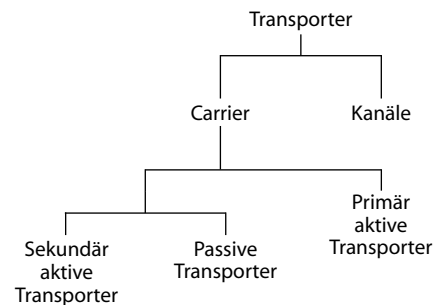 Transporter
Carrier
Kanäle
Primär
aktive
Transporter
Sekundär
aktive
Transporter
Passive
Transporter